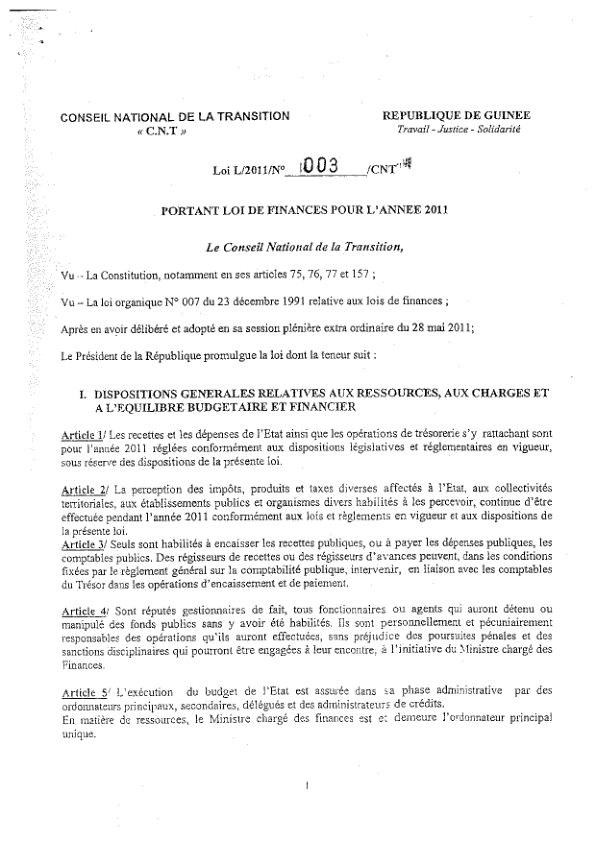 CONSEIL NATIONAL DE LA TRANSITION
« C.N.T »
REPUBLIQUE DE GUINEE
Travail - Justice - Solidarité
Loi L/2011/N° 003 /CNT
PORTANT LOI DE FINANCES POUR L'ANNEE 2011
Le Conseil National de la Transition,
Vu – La Constitution, notamment en ses articles 75, 76, 77 et 157 ;
Vu – La loi organique N° 007 du 23 décembre 1991 relative aux lois de finances ;
Après en avoir délibéré et adopté en sa session plénière extra ordinaire du 28 mai 2011;
Le Président de la République promulgue la loi dont la teneur suit :
I. DISPOSITIONS GENERALES RELATIVES AUX RESSOURCES, AUX CHARGES ET
A L'EQUILIBRE BUDGETAIRE ET FINANCIER
Article 1/ Les recettes et les dépenses de l'Etat ainsi que les opérations de trésorerie s'y rattachant sont
pour l'année 2011 réglées conformément aux dispositions législatives et réglementaires en vigueur,
sous réserve des dispositions de la présente loi.
Article 2/ La perception des impôts, produits et taxes diverses affectés à l'Etat, aux collectivités
territoriales, aux établissements publics et organismes divers habilités à les percevoir, continue d'être
effectuée pendant l'année 2011 conformément aux lois et règlements en vigueur et aux dispositions de
la présente loi.
Article 3/ Seuls sont habilités à encaisser les recettes publiques, ou à payer les dépenses publiques, les
comptables publics. Des régisseurs de recettes ou des régisseurs d'avances peuvent, dans les conditions
fixées par le règlement général sur la comptabilité publique, intervenir, en liaison avec les comptables
du Trésor dans les opérations d'encaissement et de paiement.
Article 4/ Sont réputés gestionnaires de fait, tous fonctionnaires ou agents qui auront détenu ou
manipulé des fonds publics sans y avoir été habilités. Ils sont personnellement et pécuniairement
responsables des opérations qu'ils auront effectuées, sans préjudice des poursuites pénales et des
sanctions disciplinaires qui pourront être engagées à leur encontre, à l'initiative du Ministre chargé des
Finances.
Article 5/ L'exécution du budget de l'Etat est assurée dans sa phase administrative par des
ordonnateurs principaux, secondaires, délégués et des administrateurs de crédits.
En matière de ressources, le Ministre chargé des finances est et demeure l'ordonnateur principal
unique.
1